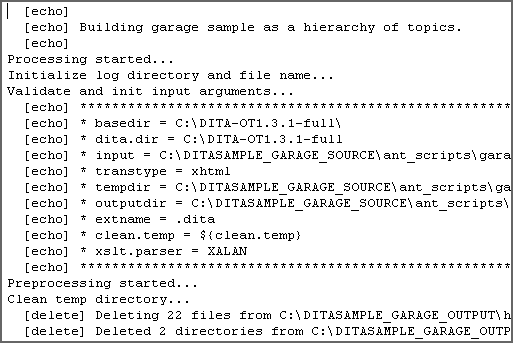 [echo]
[echo] Building garage sample as a hierarchy of topics.
[echo]
Processing started...
Initialize log directory and file name...
Validate and init input arguments...
[echo] *****************************************************
[echo] * basedir = C:\DITA-OT1.3.1-full\
[echo] * dita.dir = C:\DITA-OT1.3.1-full
[echo] * input = C:\DITASAMPLE_GARAGE_SOURCE\ant_scripts\gara
[echo] * transtype = xhtml
[echo] * tempdir = C:\DITASAMPLE_GARAGE_SOURCE\ant_scripts\ga
[echo] * outputdir = C:\DITASAMPLE_GARAGE_SOURCE\ant_scripts\
[echo] * extname = .dita
[echo] * clean.temp = ${clean.temp}
[echo] * xslt.parser = XALAN
[echo] *****************************************************
Preprocessing started...
Clean temp directory...
[delete] Deleting 22 files from C:\DITASAMPLE_GARAGE_OUTPUT\h
[delete] Deleted 2 directories from C:\DITASAMPLE_GARAGE_OUTP